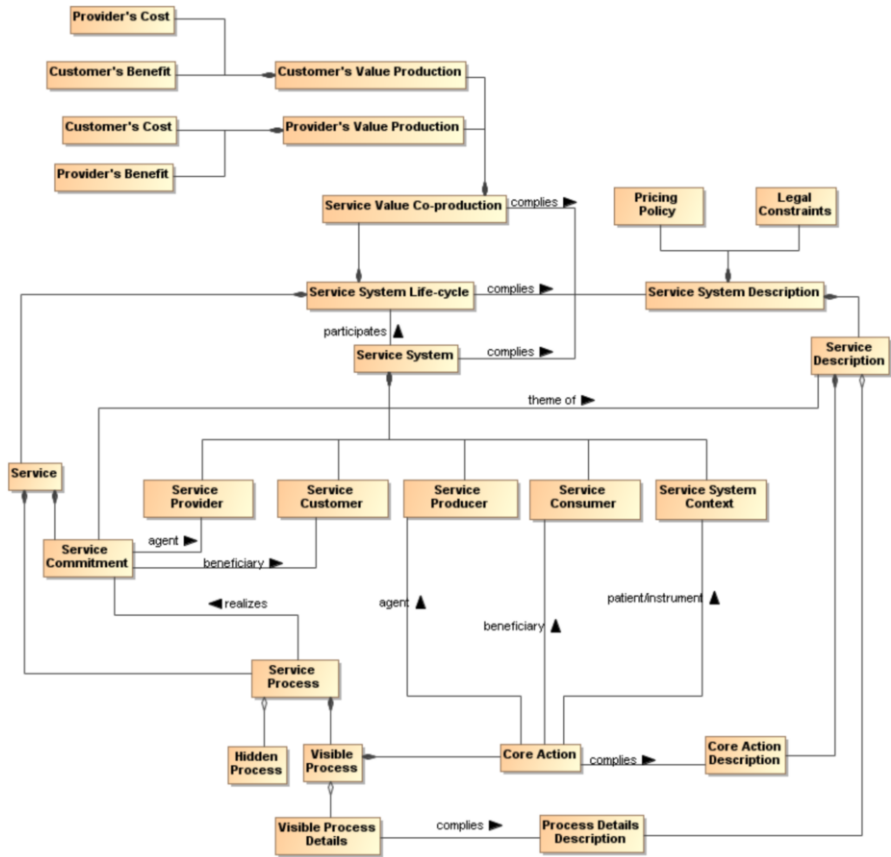 Provider's Cost
Customer's Benefit
Customer's Value Production
Customer's Cost
Provider's Value Production
Provider's Benefit
Service Value Co-production
complies
Pricing
Policy
Legal
Constraints
Service System Life-cycle
complies
Service System Description
participates
Service System
complies
Service
Description
theme of
Service
Service
Provider
Service
Customer
Service
Producer
Service
Consumer
Service System
Context
Service
Commitment
agent
beneficiary
realizes
agent
beneficiary
patient/instrument
Service
Process
Hidden
Process
Visible
Process
Core Action
complies
Core Action
Description
Visible Process
Details
complies
Process Details
Description